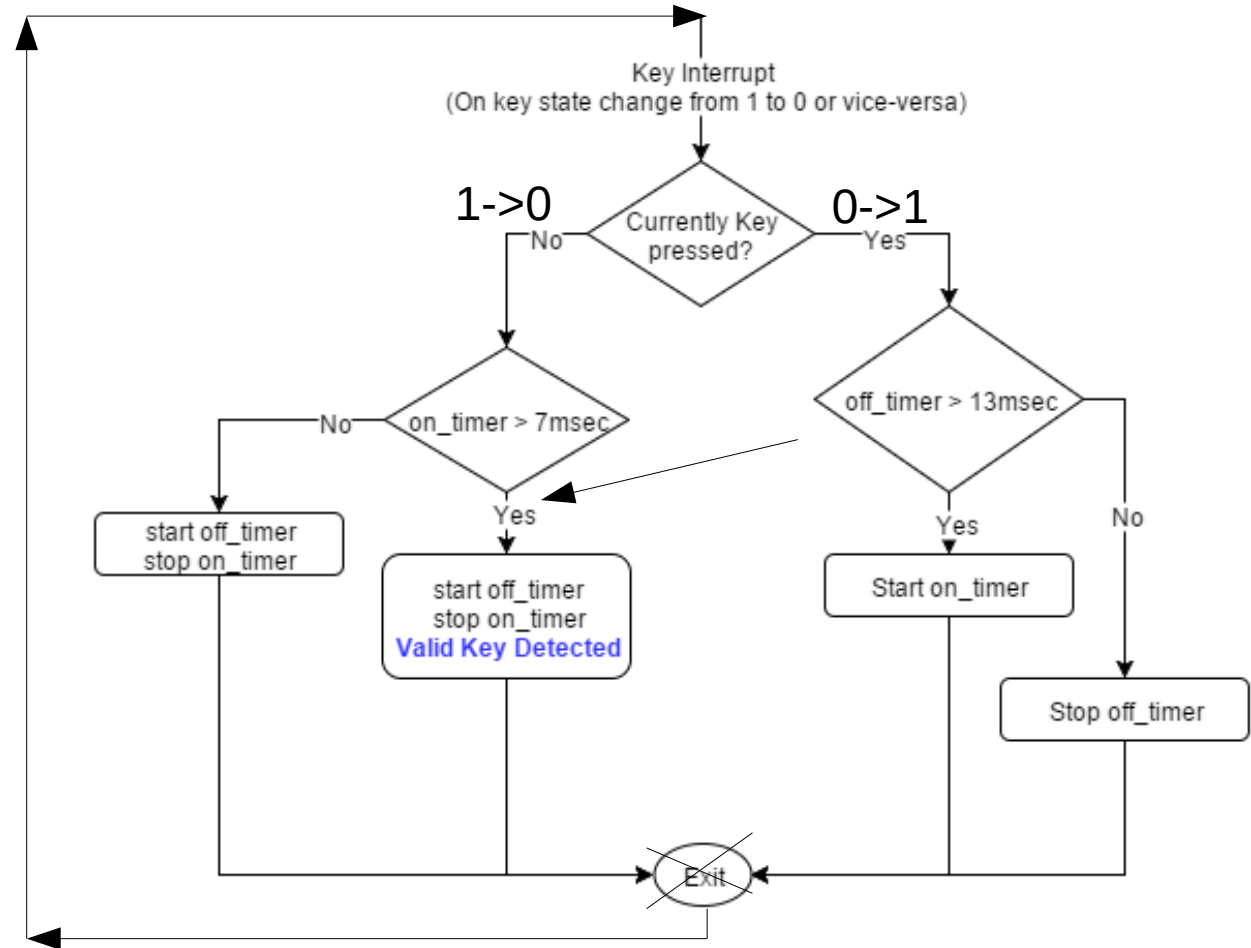 Key Interrupt
(On key state change from 1 to 0 or vice-versa)
1->0
0->1
Currently Key
pressed?
No
Yes
on_timer > 7msec
off_timer > 13msec
No
Yes
Yes
No
start off_timer
stop on_timer
start off_timer
stop on_timer
Valid Key Detected
Start on_timer
Stop off_timer
Exit